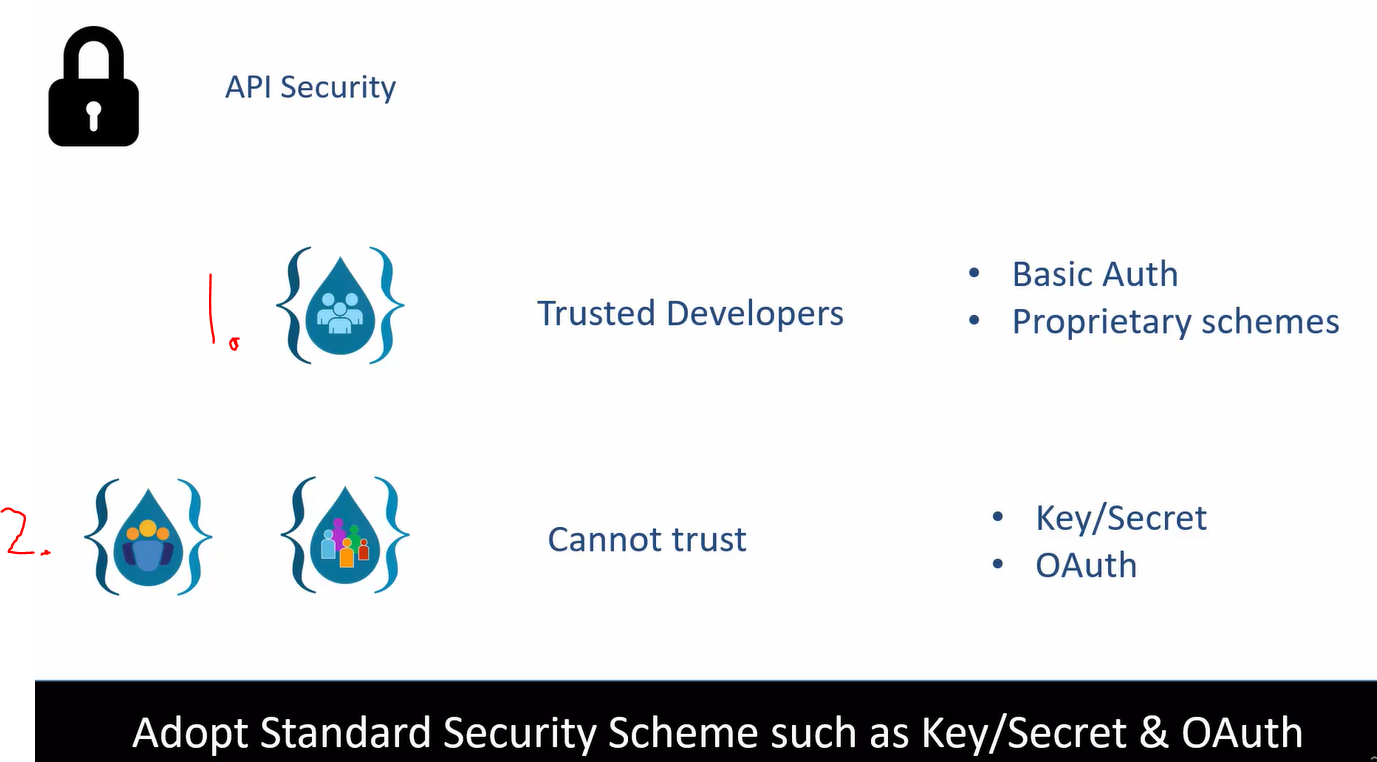 API Security
1.
Trusted Developers
• Basic Auth
• Proprietary schemes
2.
Cannot trust
• Key/Secret
• OAuth
Adopt Standard Security Scheme such as Key/Secret & OAuth